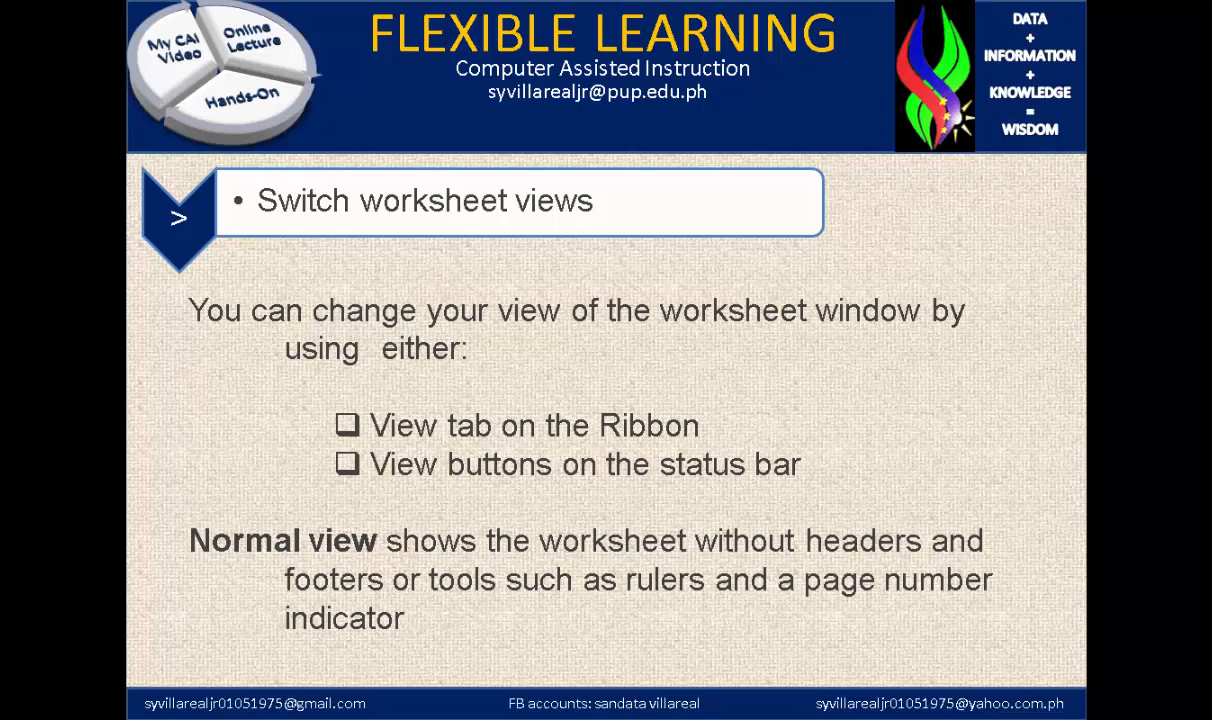 My CAI
Video
Online
Lecture
Hands-On
FLEXIBLE LEARNING
Computer Assisted Instruction
syvillarealjr@pup.edu.ph
DATA
+
INFORMATION
+
KNOWLEDGE
=
WISDOM
>
• Switch worksheet views
You can change your view of the worksheet window by
using either:
❑ View tab on the Ribbon
❑ View buttons on the status bar
Normal view shows the worksheet without headers and
footers or tools such as rulers and a page number
indicator
syvillarealjr01051975@gmail.com
FB accounts: sandata villareal
syvillarealjr01051975@yahoo.com.ph